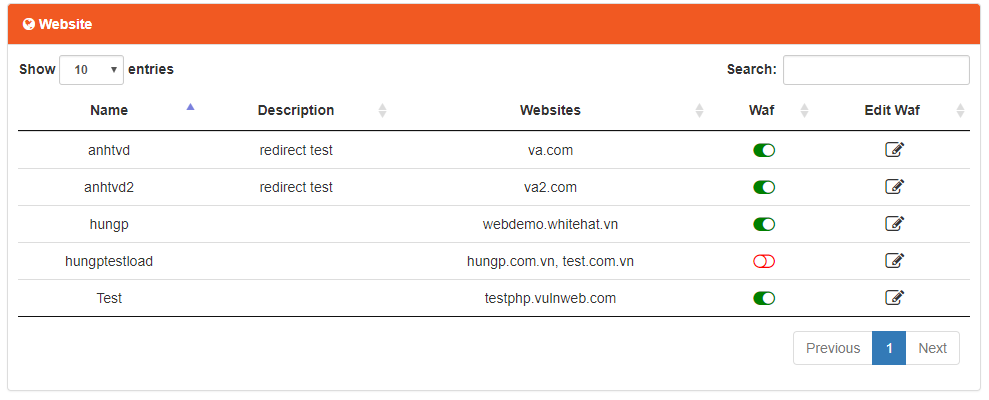 Website
Show 10 entries Search:
Name Description Websites Waf Edit Waf
anhtvd redirect test va.com
anhtvd2 redirect test va2.com
hungp webdemo.whitehat.vn
hungptestload hungp.com.vn, test.com.vn
Test testphp.vulnweb.com
Previous 1 Next